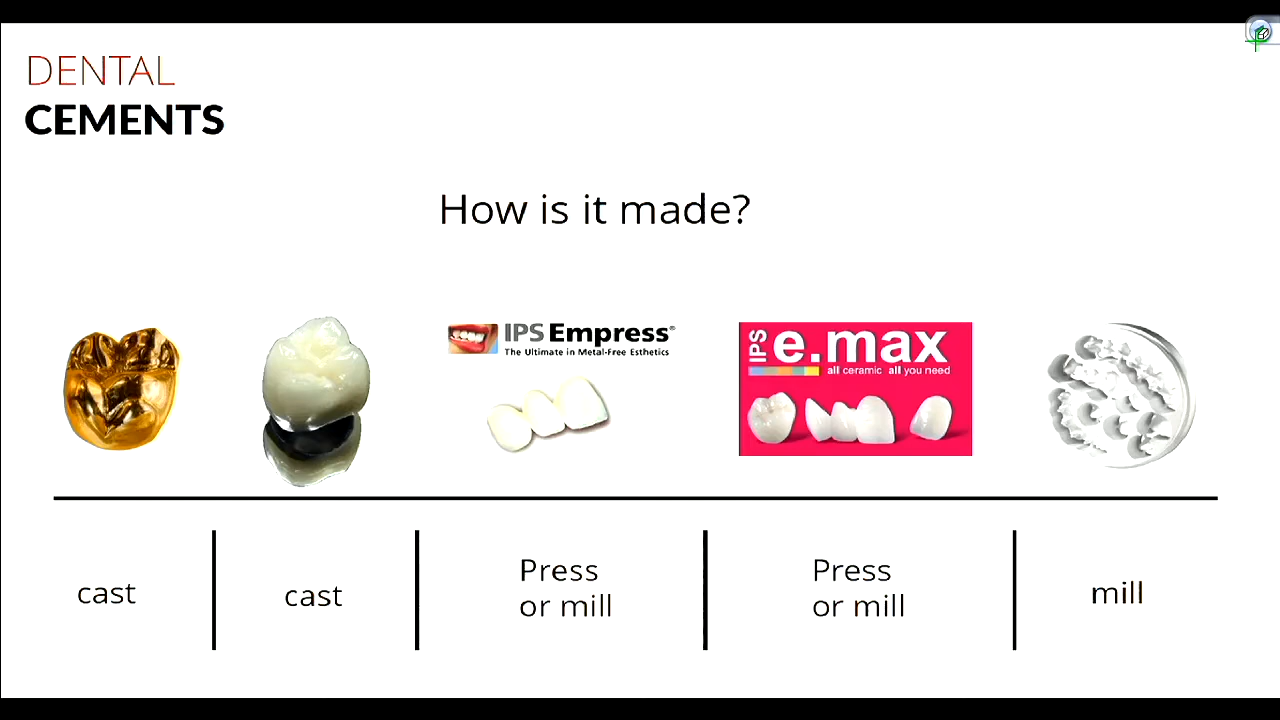 DENTAL
CEMENTS
How is it made?
IPS Empress®
The Ultimate in Metal-Free Esthetics
IPS e.max
all ceramic all you need
cast
cast
Press
or mill
Press
or mill
mill